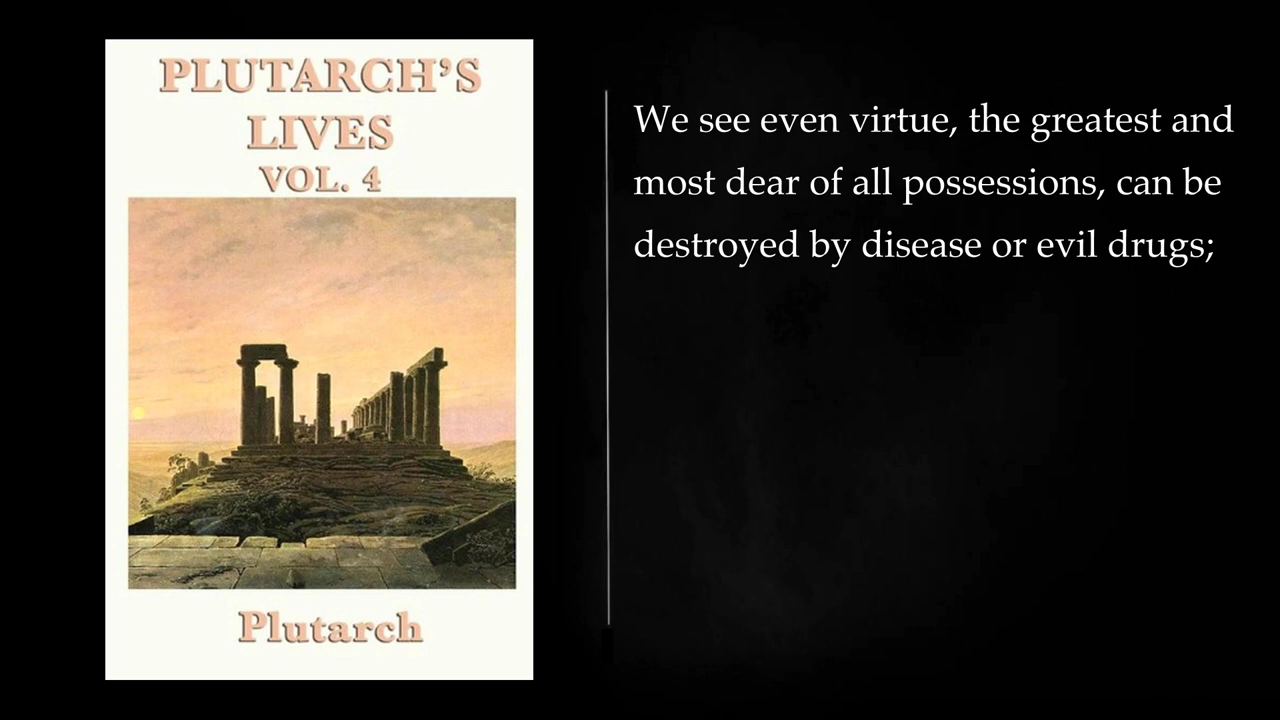 PLUTARCH'S
LIVES
VOL. 4
Plutarch
We see even virtue, the greatest and
most dear of all possessions, can be
destroyed by disease or evil drugs;